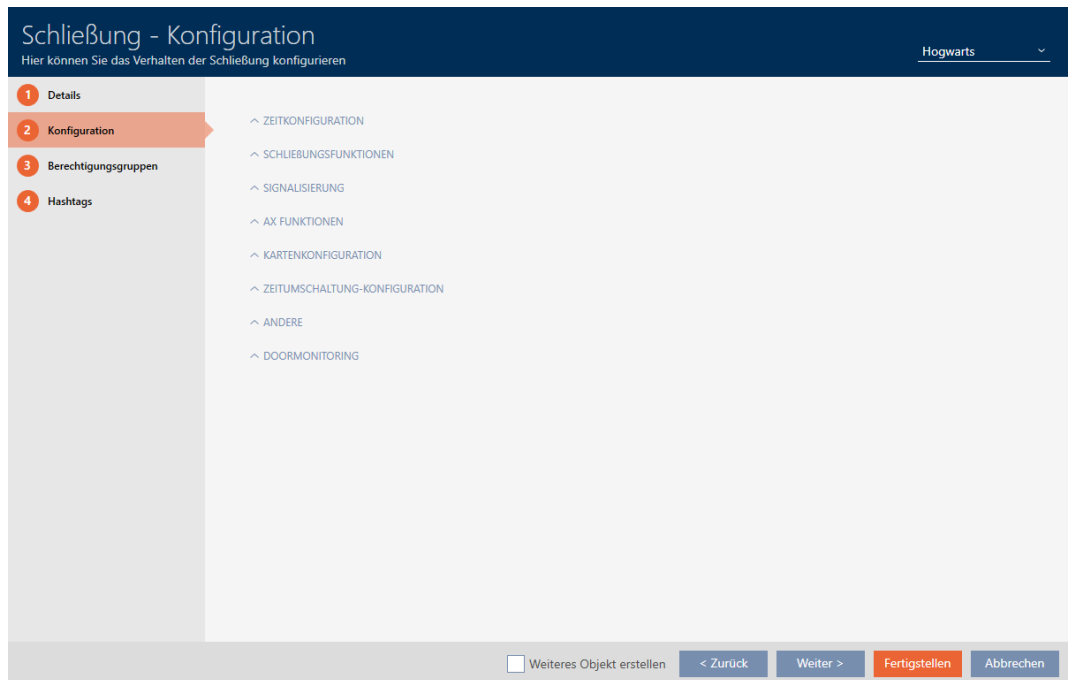 Schließung - Konfiguration
Hier können Sie das Verhalten der Schließung konfigurieren
Hogwarts
1 Details
2 Konfiguration
3 Berechtigungsgruppen
4 Hashtags
ZEITKONFIGURATION
SCHLIEßUNGSFUNKTIONEN
SIGNALISIERUNG
AX FUNKTIONEN
KARTENKONFIGURATION
ZEITUMSCHALTUNG-KONFIGURATION
ANDERE
DOORMONITORING
Weiteres Objekt erstellen
< Zurück
Weiter >
Fertigstellen
Abbrechen